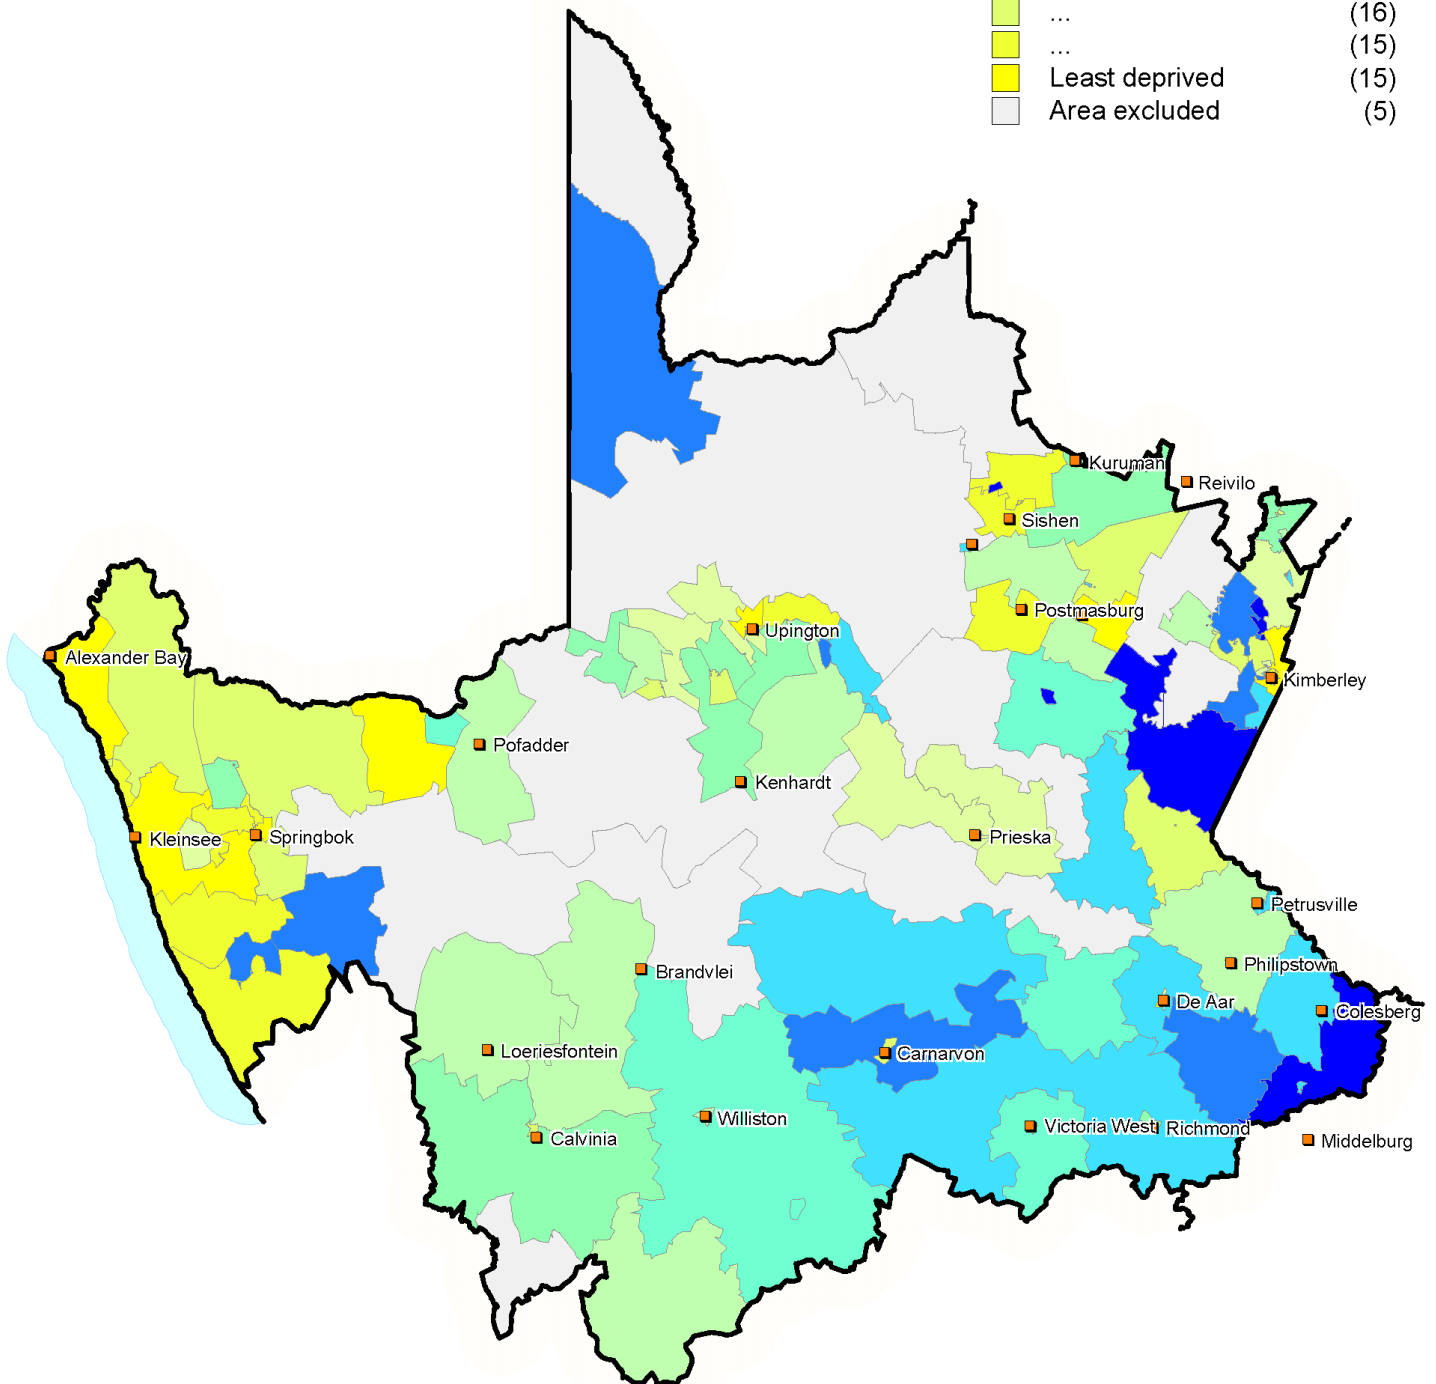 ... (16)
... (15)
Least deprived (15)
Area excluded (5)
Kuruman
Reivilo
Sishen
Postmasburg
Upington
Alexander Bay
Kimberley
Pofadder
Kenhardt
Kleinsee
Springbok
Prieska
Petrusville
Brandvlei
Philipstown
De Aar
Colesberg
Loeriesfontein
Carnarvon
Williston
Calvinia
Victoria West
Richmond
Middelburg